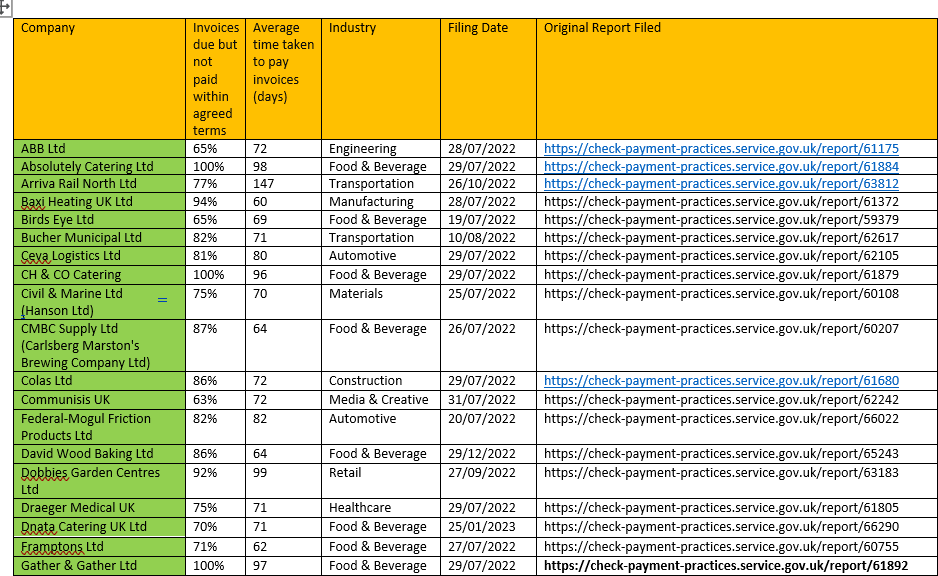 Company Invoices due but not paid within agreed terms Average time taken to pay invoices (days) Industry Filing Date Original Report Filed
ABB Ltd 65% 72 Engineering 28/07/2022 https://check-payment-practices.service.gov.uk/report/61175
Absolutely Catering Ltd 100% 98 Food & Beverage 29/07/2022 https://check-payment-practices.service.gov.uk/report/61884
Arriva Rail North Ltd 77% 147 Transportation 26/10/2022 https://check-payment-practices.service.gov.uk/report/63812
Baxi Heating UK Ltd 94% 60 Manufacturing 28/07/2022 https://check-payment-practices.service.gov.uk/report/61372
Birds Eye Ltd 65% 69 Food & Beverage 19/07/2022 https://check-payment-practices.service.gov.uk/report/59379
Bucher Municipal Ltd 82% 71 Transportation 10/08/2022 https://check-payment-practices.service.gov.uk/report/62617
Ceva Logistics Ltd 81% 80 Automotive 29/07/2022 https://check-payment-practices.service.gov.uk/report/62105
CH & CO Catering 100% 96 Food & Beverage 29/07/2022 https://check-payment-practices.service.gov.uk/report/61879
Civil & Marine Ltd (Hanson Ltd) 75% 70 Materials 25/07/2022 https://check-payment-practices.service.gov.uk/report/60108
CMBC Supply Ltd (Carlsberg Marston's Brewing Company Ltd) 87% 64 Food & Beverage 26/07/2022 https://check-payment-practices.service.gov.uk/report/60207
Colas Ltd 86% 72 Construction 29/07/2022 https://check-payment-practices.service.gov.uk/report/61680
Communisis UK 63% 72 Media & Creative 31/07/2022 https://check-payment-practices.service.gov.uk/report/62242
Federal-Mogul Friction Products Ltd 82% 82 Automotive 20/07/2022 https://check-payment-practices.service.gov.uk/report/66022
David Wood Baking Ltd 86% 64 Food & Beverage 29/12/2022 https://check-payment-practices.service.gov.uk/report/65243
Dobbies Garden Centres Ltd 92% 99 Retail 27/09/2022 https://check-payment-practices.service.gov.uk/report/63183
Draeger Medical UK 75% 71 Healthcare 29/07/2022 https://check-payment-practices.service.gov.uk/report/61805
Dnata Catering UK Ltd 70% 71 Food & Beverage 25/01/2023 https://check-payment-practices.service.gov.uk/report/66290
Framptons Ltd 71% 62 Food & Beverage 27/07/2022 https://check-payment-practices.service.gov.uk/report/60755
Gather & Gather Ltd 100% 97 Food & Beverage 29/07/2022 https://check-payment-practices.service.gov.uk/report/61892